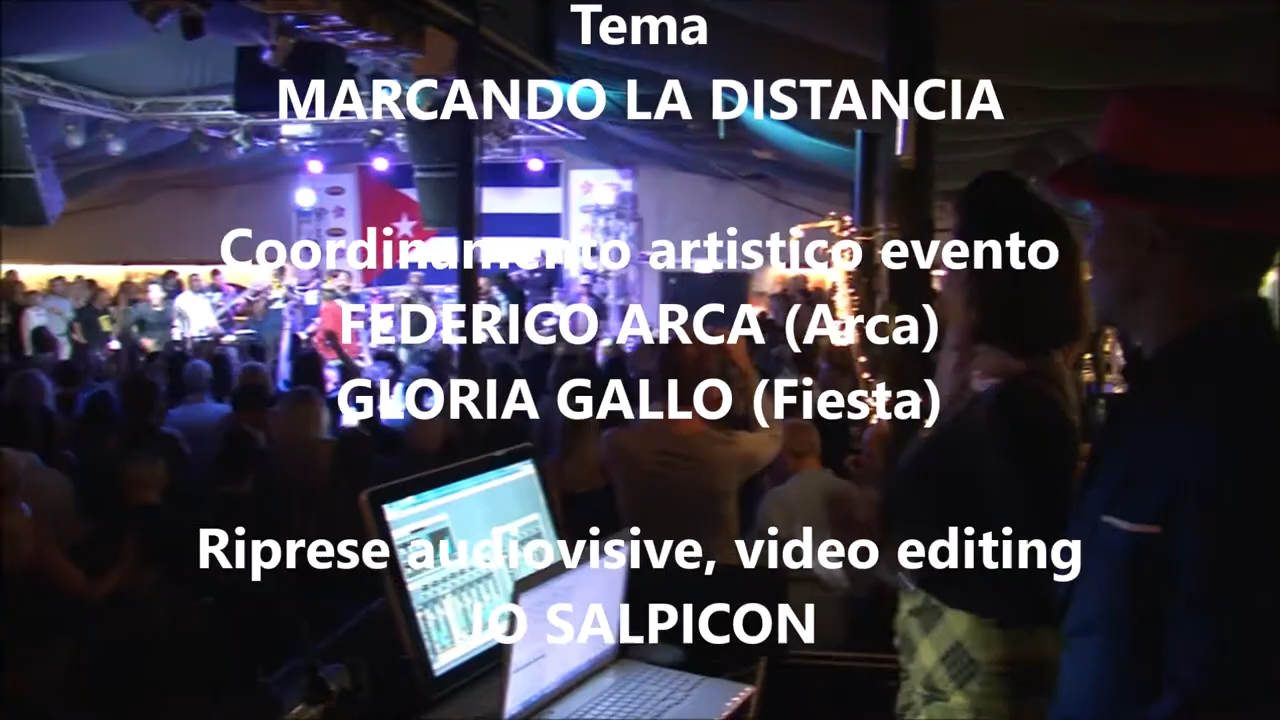 Tema
MARCANDO LA DISTANCIA
Coordinamento artistico evento
FEDERICO ARCA (Arca)
GLORIA GALLO (Fiesta)
Riprese audiovisive, video editing
JO SALPICON